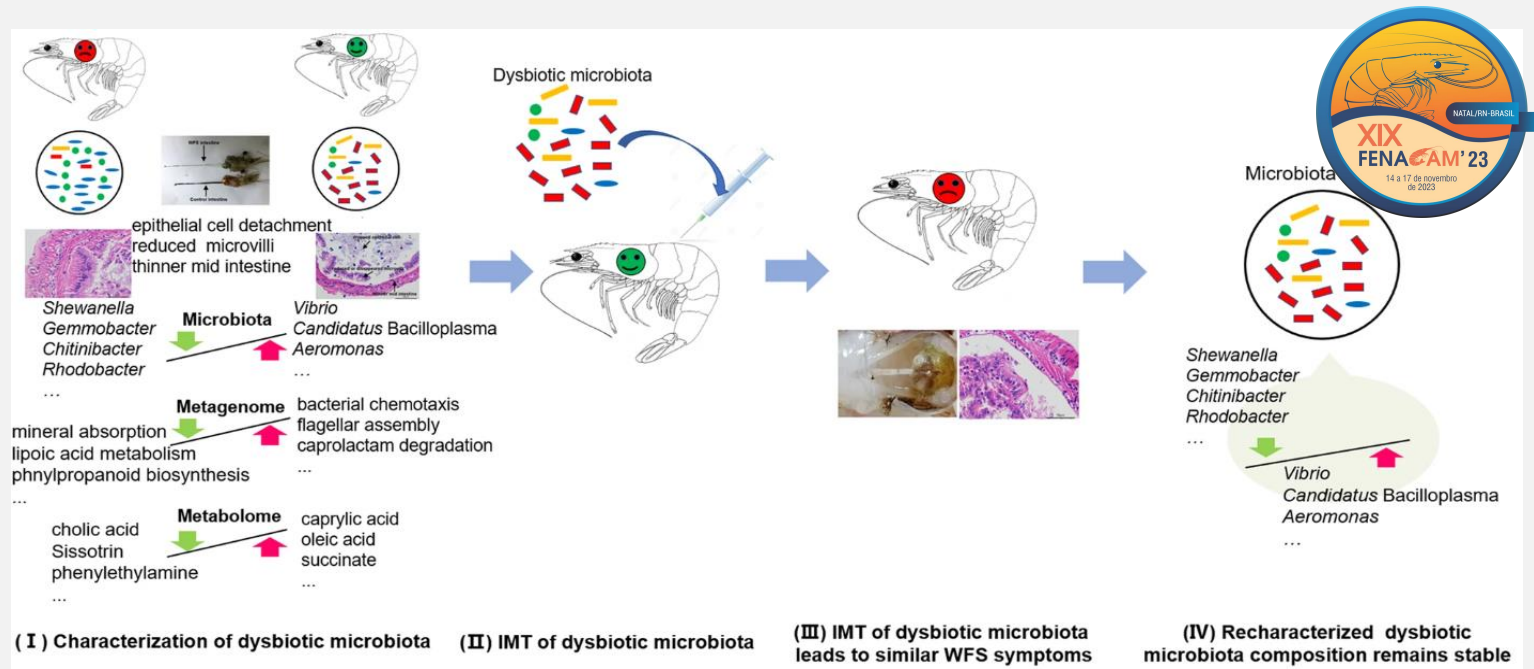 Dysbiotic microbiota
NATAL/RN-BRASIL
XIX
FENACAM' 23
14 a 17 de novembro
de 2023
Microbiota
WFS intestine
Control intestine
epithelial cell detachment
reduced microvilli
thinner mid intestine
Shewanella
Gemmobacter
Chitinibacter
Rhodobacter
…
Microbiota
Vibrio
Candidatus Bacilloplasma
Aeromonas
…
Metagenome
mineral absorption
lipoic acid metabolism
phnylpropanoid biosynthesis
...
bacterial chemotaxis
flagellar assembly
caprolactam degradation
...
Metabolome
cholic acid
Sissotrin
phenylethylamine
...
caprylic acid
oleic acid
succinate
...
Shewanella
Gemmobacter
Chitinibacter
Rhodobacter
…
Vibrio
Candidatus Bacilloplasma
Aeromonas
…
(Ⅰ) Characterization of dysbiotic microbiota
(Ⅱ) IMT of dysbiotic microbiota
(Ⅲ) IMT of dysbiotic microbiota
leads to similar WFS symptoms
(Ⅳ) Recharacterized dysbiotic
microbiota composition remains stable